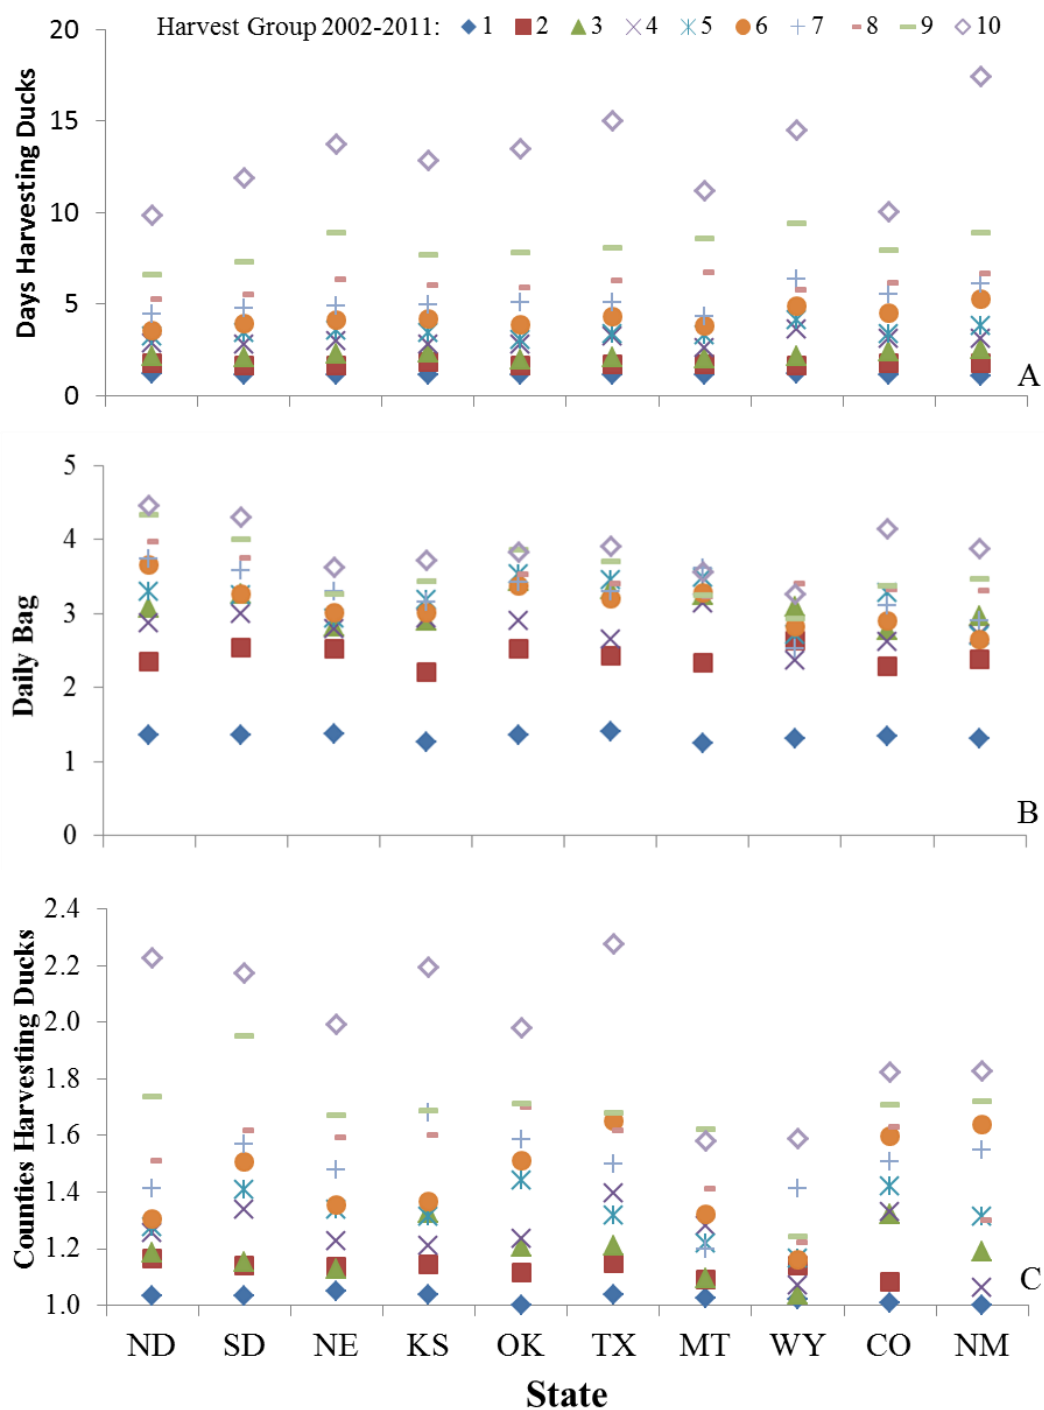 Harvest Group 2002-2011: 1 2 3 4 5 6 7 8 9 10
Days Harvesting Ducks
20
15
10
5
0
A
Daily Bag
5
4
3
2
1
0
B
Counties Harvesting Ducks
2.4
2.2
2.0
1.8
1.6
1.4
1.2
1.0
C
ND SD NE KS OK TX MT WY CO NM
State